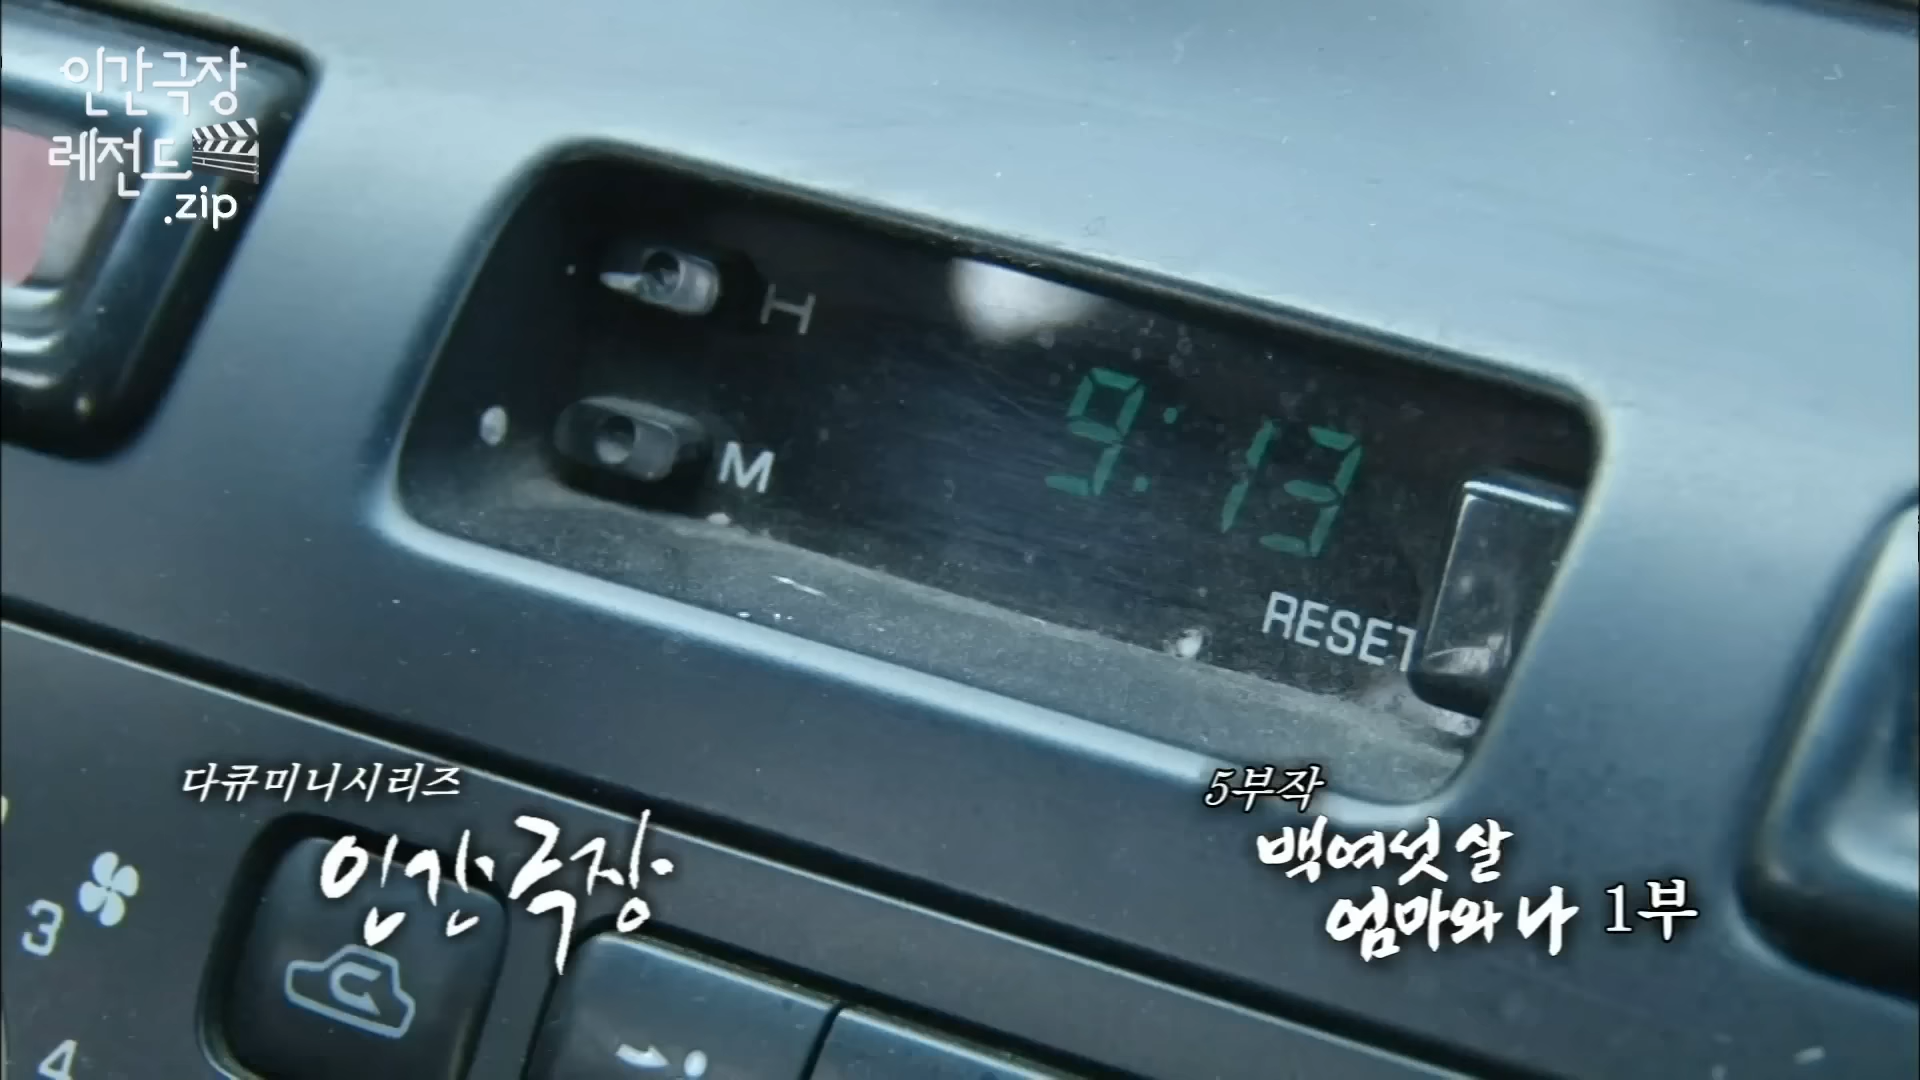 인간극장
레전드
.zip
H
M
9:13
RESET
다큐미니시리즈
인간극장
5부작
백여섯 살
엄마와 나 1부
3
4